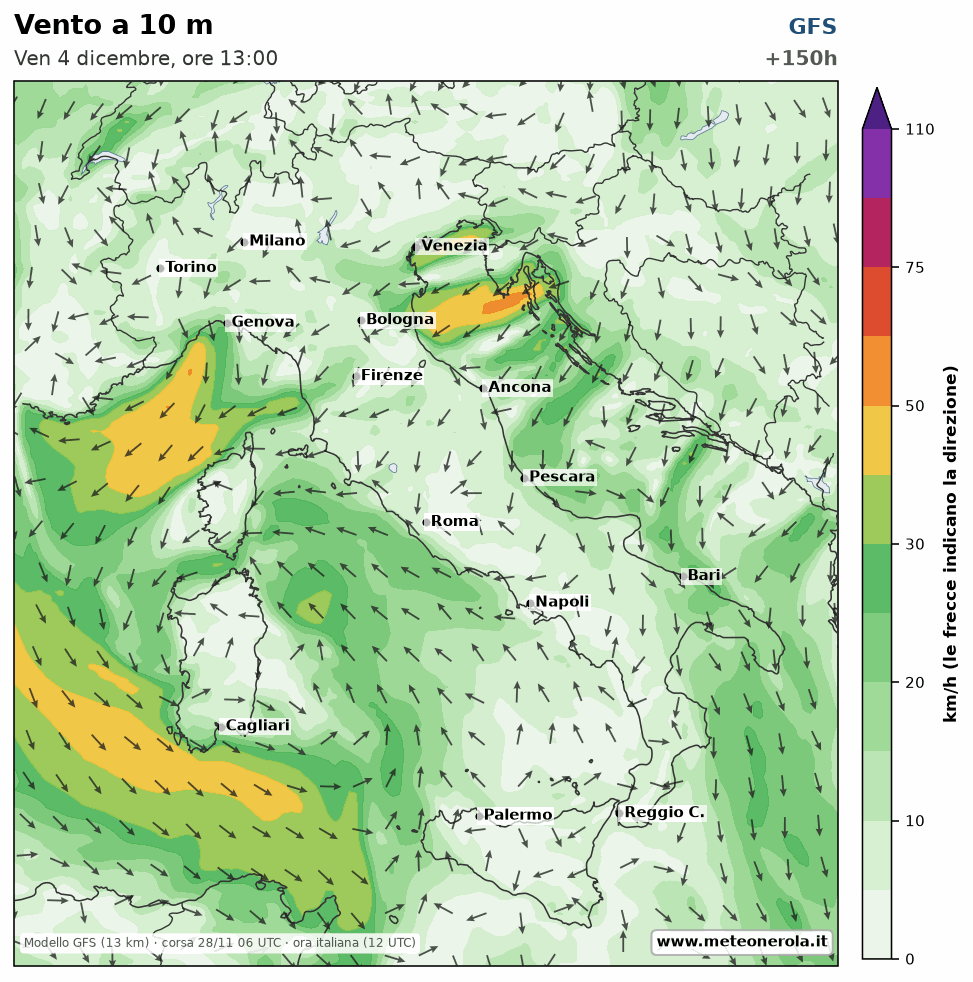 Vento a 10 m
GFS
Ven 4 dicembre, ore 13:00
+150h
Venezia
Milano
Torino
Bologna
Genova
Firenze
Ancona
Pescara
Roma
Bari
Napoli
Cagliari
Palermo
Reggio C.
110
75
50
30
20
10
0
km/h (le frecce indicano la direzione)
Modello GFS (13 km) · corsa 28/11 06 UTC · ora italiana (12 UTC)
www.meteonerola.it